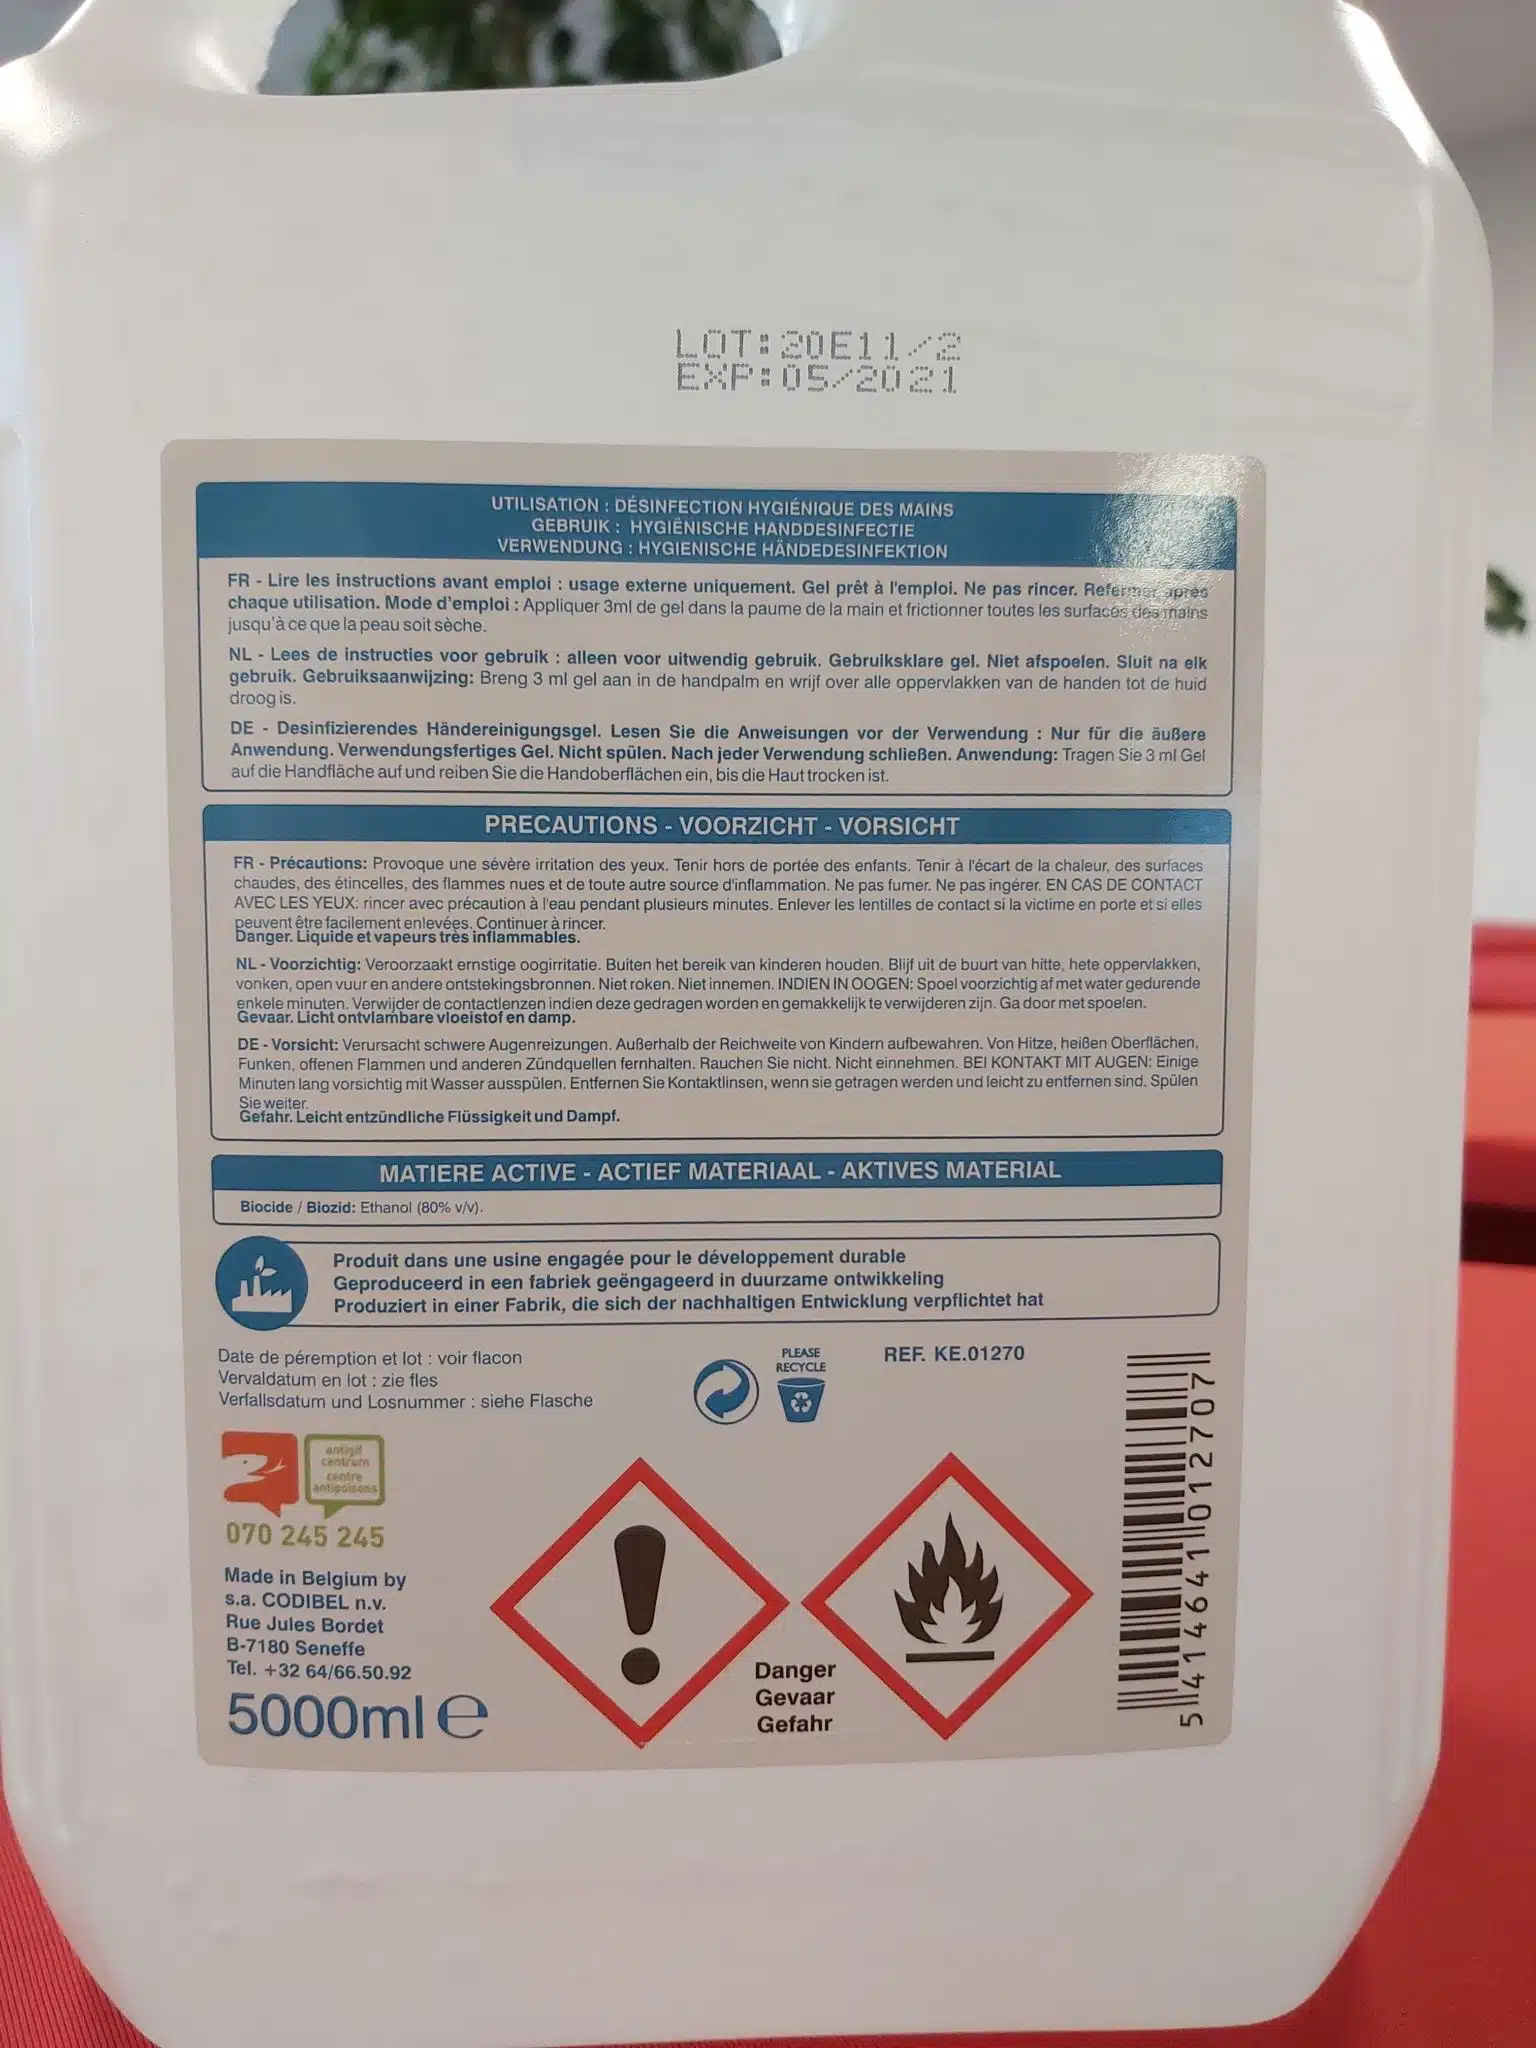 LOT:20E11/2
EXP:05/2021
UTILISATION : DÉSINFECTION HYGIÉNIQUE DES MAINS
GEBRUIK : HYGIËNISCHE HANDDESINFECTIE
VERWENDUNG : HYGIENISCHE HÄNDEDESINFEKTION
FR - Lire les instructions avant emploi : usage externe uniquement. Gel prêt à l'emploi. Ne pas rincer. Refermer après
chaque utilisation. Mode d'emploi : Appliquer 3ml de gel dans la paume de la main et frictionner toutes les surfaces des mains
jusqu'à ce que la peau soit sèche.
NL - Lees de instructies voor gebruik : alleen voor uitwendig gebruik. Gebruiksklare gel. Niet afspoelen. Sluit na elk
gebruik. Gebruiksaanwijzing: Breng 3 ml gel aan in de handpalm en wrijf over alle oppervlakken van de handen tot de huid
droog is.
DE - Desinfizierendes Händereinigungsgel. Lesen Sie die Anweisungen vor der Verwendung : Nur für die äußere
Anwendung. Verwendungsfertiges Gel. Nicht spülen. Nach jeder Verwendung schließen. Anwendung: Tragen Sie 3 ml Gel
auf die Handfläche auf und reiben Sie die Handoberflächen ein, bis die Haut trocken ist.
PRECAUTIONS - VOORZICHT - VORSICHT
FR - Précautions: Provoque une sévère irritation des yeux. Tenir hors de portée des enfants. Tenir à l'écart de la chaleur, des surfaces
chaudes, des étincelles, des flammes nues et de toute autre source d'inflammation. Ne pas fumer. Ne pas ingérer. EN CAS DE CONTACT
AVEC LES YEUX: rincer avec précaution à l'eau pendant plusieurs minutes. Enlever les lentilles de contact si la victime en porte et si elles
peuvent être facilement enlevées. Continuer à rincer.
Danger. Liquide et vapeurs très inflammables.
NL - Voorzichtig: Veroorzaakt ernstige oogirritatie. Buiten het bereik van kinderen houden. Blijf uit de buurt van hitte, hete oppervlakken,
vonken, open vuur en andere ontstekingsbronnen. Niet roken. Niet innemen. INDIEN IN OOGEN: Spoel voorzichtig af met water gedurende
enkele minuten. Verwijder de contactlenzen indien deze gedragen worden en gemakkelijk te verwijderen zijn. Ga door met spoelen.
Gevaar. Licht ontvlambare vloeistof en damp.
DE - Vorsicht: Verursacht schwere Augenreizungen. Außerhalb der Reichweite von Kindern aufbewahren. Von Hitze, heißen Oberflächen,
Funken, offenen Flammen und anderen Zündquellen fernhalten. Rauchen Sie nicht. Nicht einnehmen. BEI KONTAKT MIT AUGEN: Einige
Minuten lang vorsichtig mit Wasser ausspülen. Entfernen Sie Kontaktlinsen, wenn sie getragen werden und leicht zu entfernen sind. Spülen
Sie weiter.
Gefahr. Leicht entzündliche Flüssigkeit und Dampf.
MATIERE ACTIVE - ACTIEF MATERIAAL - AKTIVES MATERIAL
Biocide / Biozid: Ethanol (80% v/v).
Produit dans une usine engagée pour le développement durable
Geproduceerd in een fabriek geëngageerd in duurzame ontwikkeling
Produziert in einer Fabrik, die sich der nachhaltigen Entwicklung verpflichtet hat
Date de péremption et lot : voir flacon
Vervaldatum en lot : zie fles
Verfallsdatum und Losnummer : siehe Flasche
PLEASE
RECYCLE
REF. KE.01270
antigif
centrum
centre
antipoisons
070 245 245
Made in Belgium by
s.a. CODIBEL n.v.
Rue Jules Bordet
B-7180 Seneffe
Tel. +32 64/66.50.92
5000ml e
Danger
Gevaar
Gefahr
5 414964 012707